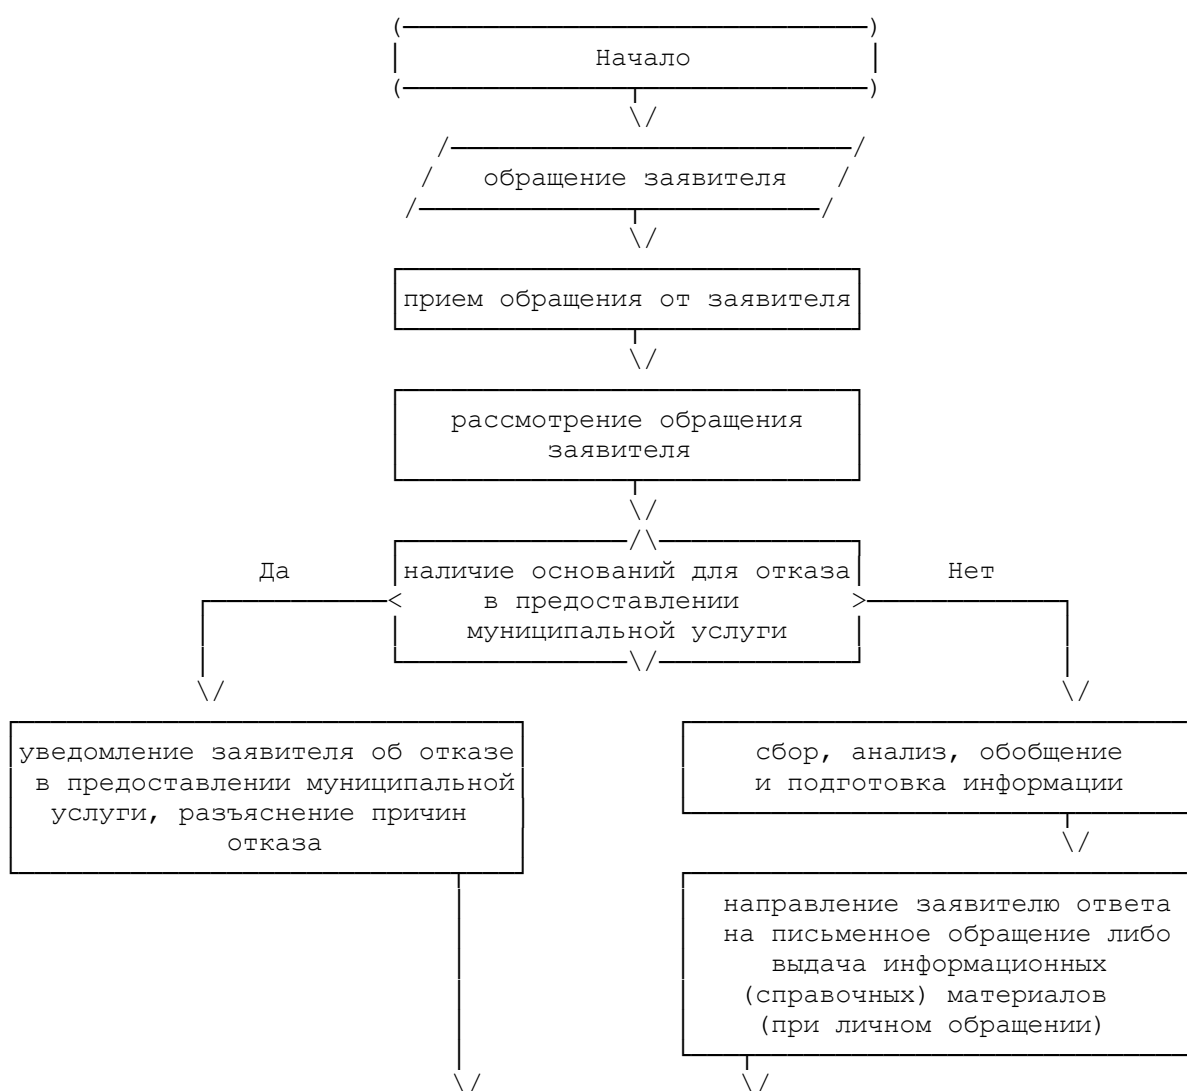 Начало
обращение заявителя
прием обращения от заявителя
рассмотрение обращения
заявителя
Да
наличие оснований для отказа
Нет
в предоставлении
муниципальной услуги
уведомление заявителя об отказе
в предоставлении муниципальной
услуги, разъяснение причин
отказа
сбор, анализ, обобщение
и подготовка информации
направление заявителю ответа
на письменное обращение либо
выдача информационных
(справочных) материалов
(при личном обращении)